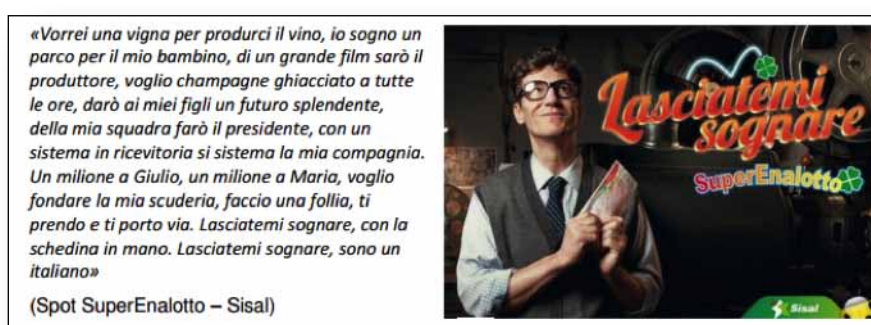 «Vorrei una vigna per produrci il vino, io sogno un
parco per il mio bambino, di un grande film sarò il
produttore, voglio champagne ghiacciato a tutte
le ore, darò ai miei figli un futuro splendente,
della mia squadra farò il presidente, con un
sistema in ricevitoria si sistema la mia compagnia.
Un milione a Giulio, un milione a Maria, voglio
fondare la mia scuderia, faccio una follia, ti
prendo e ti porto via. Lasciatemi sognare, con la
schedina in mano. Lasciatemi sognare, sono un
italiano»
(Spot SuperEnalotto – Sisal)
Lasciatemi
sognare
SuperEnalotto
Sisal